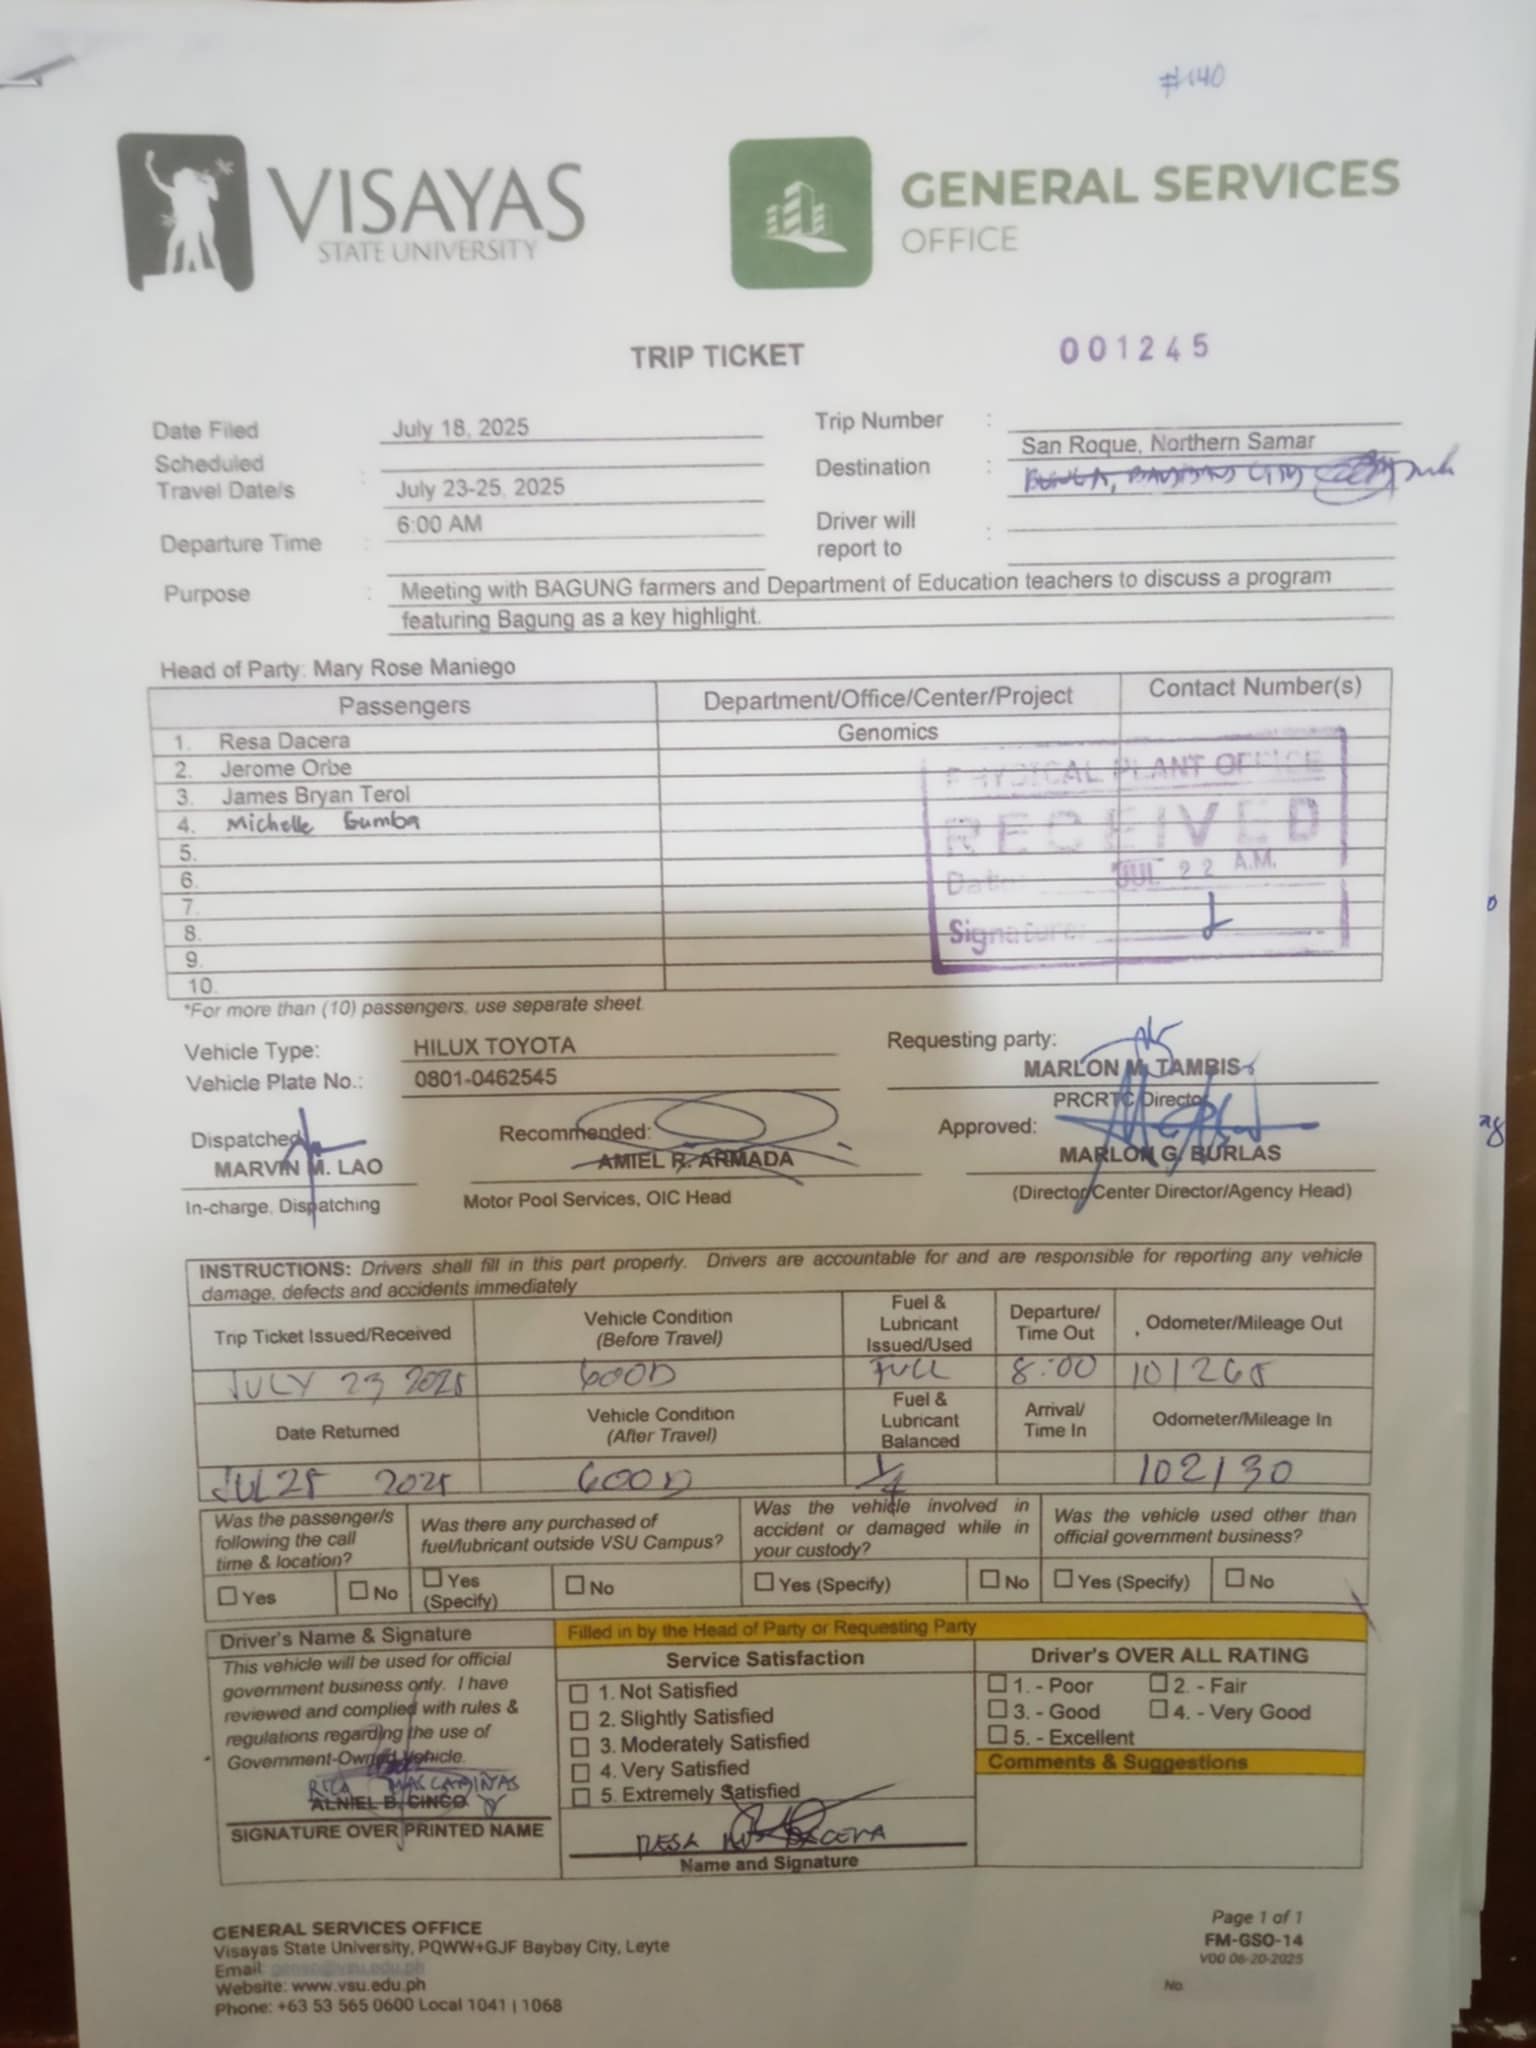 #140
VISAYAS
STATE UNIVERSITY
GENERAL SERVICES
OFFICE
TRIP TICKET
001245
Date Filed July 18, 2025
Trip Number :
Scheduled Travel Date/s : July 23-25, 2025
Destination : San Roque, Northern Samar
Departure Time : 6:00 AM
Driver will report to :
Purpose : Meeting with BAGUNG farmers and Department of Education teachers to discuss a program
featuring Bagung as a key highlight.
Head of Party: Mary Rose Maniego
Passengers Department/Office/Center/Project Contact Number(s)
1. Resa Dacera Genomics
2. Jerome Orbe
3. James Bryan Terol
4. Michelle Gumba
5.
6.
7.
8.
9.
10.
PHYSICAL PLANT OFFICE
RECEIVED
Date: JUL 22 A.M.
Signature:
*For more than (10) passengers, use separate sheet.
Vehicle Type: HILUX TOYOTA
Vehicle Plate No.: 0801-0462545
Requesting party:
MARLON M. TAMBIS
PRCRTC Director
Dispatched
MARVIN M. LAO
In-charge, Dispatching
Recommended:
AMIEL R. ARMADA
Motor Pool Services, OIC Head
Approved:
MARLON G. BURLAS
(Director/Center Director/Agency Head)
INSTRUCTIONS: Drivers shall fill in this part properly. Drivers are accountable for and are responsible for reporting any vehicle
damage, defects and accidents immediately
Trip Ticket Issued/Received Vehicle Condition (Before Travel) Fuel & Lubricant Issued/Used Departure/ Time Out Odometer/Mileage Out
JULY 23 2025 GOOD FULL 8:00 101265
Date Returned Vehicle Condition (After Travel) Fuel & Lubricant Balanced Arrival/ Time In Odometer/Mileage In
JUL 25 2025 GOOD 1/4 102130
Was the passenger/s following the call time & location?
Yes No
Was there any purchased of fuel/lubricant outside VSU Campus?
Yes (Specify) No
Was the vehicle involved in accident or damaged while in your custody?
Yes (Specify) No
Was the vehicle used other than official government business?
Yes (Specify) No
Driver's Name & Signature
This vehicle will be used for official
government business only. I have
reviewed and complied with rules &
regulations regarding the use of
Government-Owned Vehicle.
MASCARIÑAS
ALNIEL B. CINCO
SIGNATURE OVER PRINTED NAME
Filled in by the Head of Party or Requesting Party
Service Satisfaction
1. Not Satisfied
2. Slightly Satisfied
3. Moderately Satisfied
4. Very Satisfied
5. Extremely Satisfied
RESA DACERA
Name and Signature
Driver's OVER ALL RATING
1. - Poor 2. - Fair
3. - Good 4. - Very Good
5. - Excellent
Comments & Suggestions
GENERAL SERVICES OFFICE
Visayas State University, PQWW+GJF Baybay City, Leyte
Email:
Website: www.vsu.edu.ph
Phone: +63 53 565 0600 Local 1041 | 1068
Page 1 of 1
FM-GSO-14
V00 06-20-2025
No.